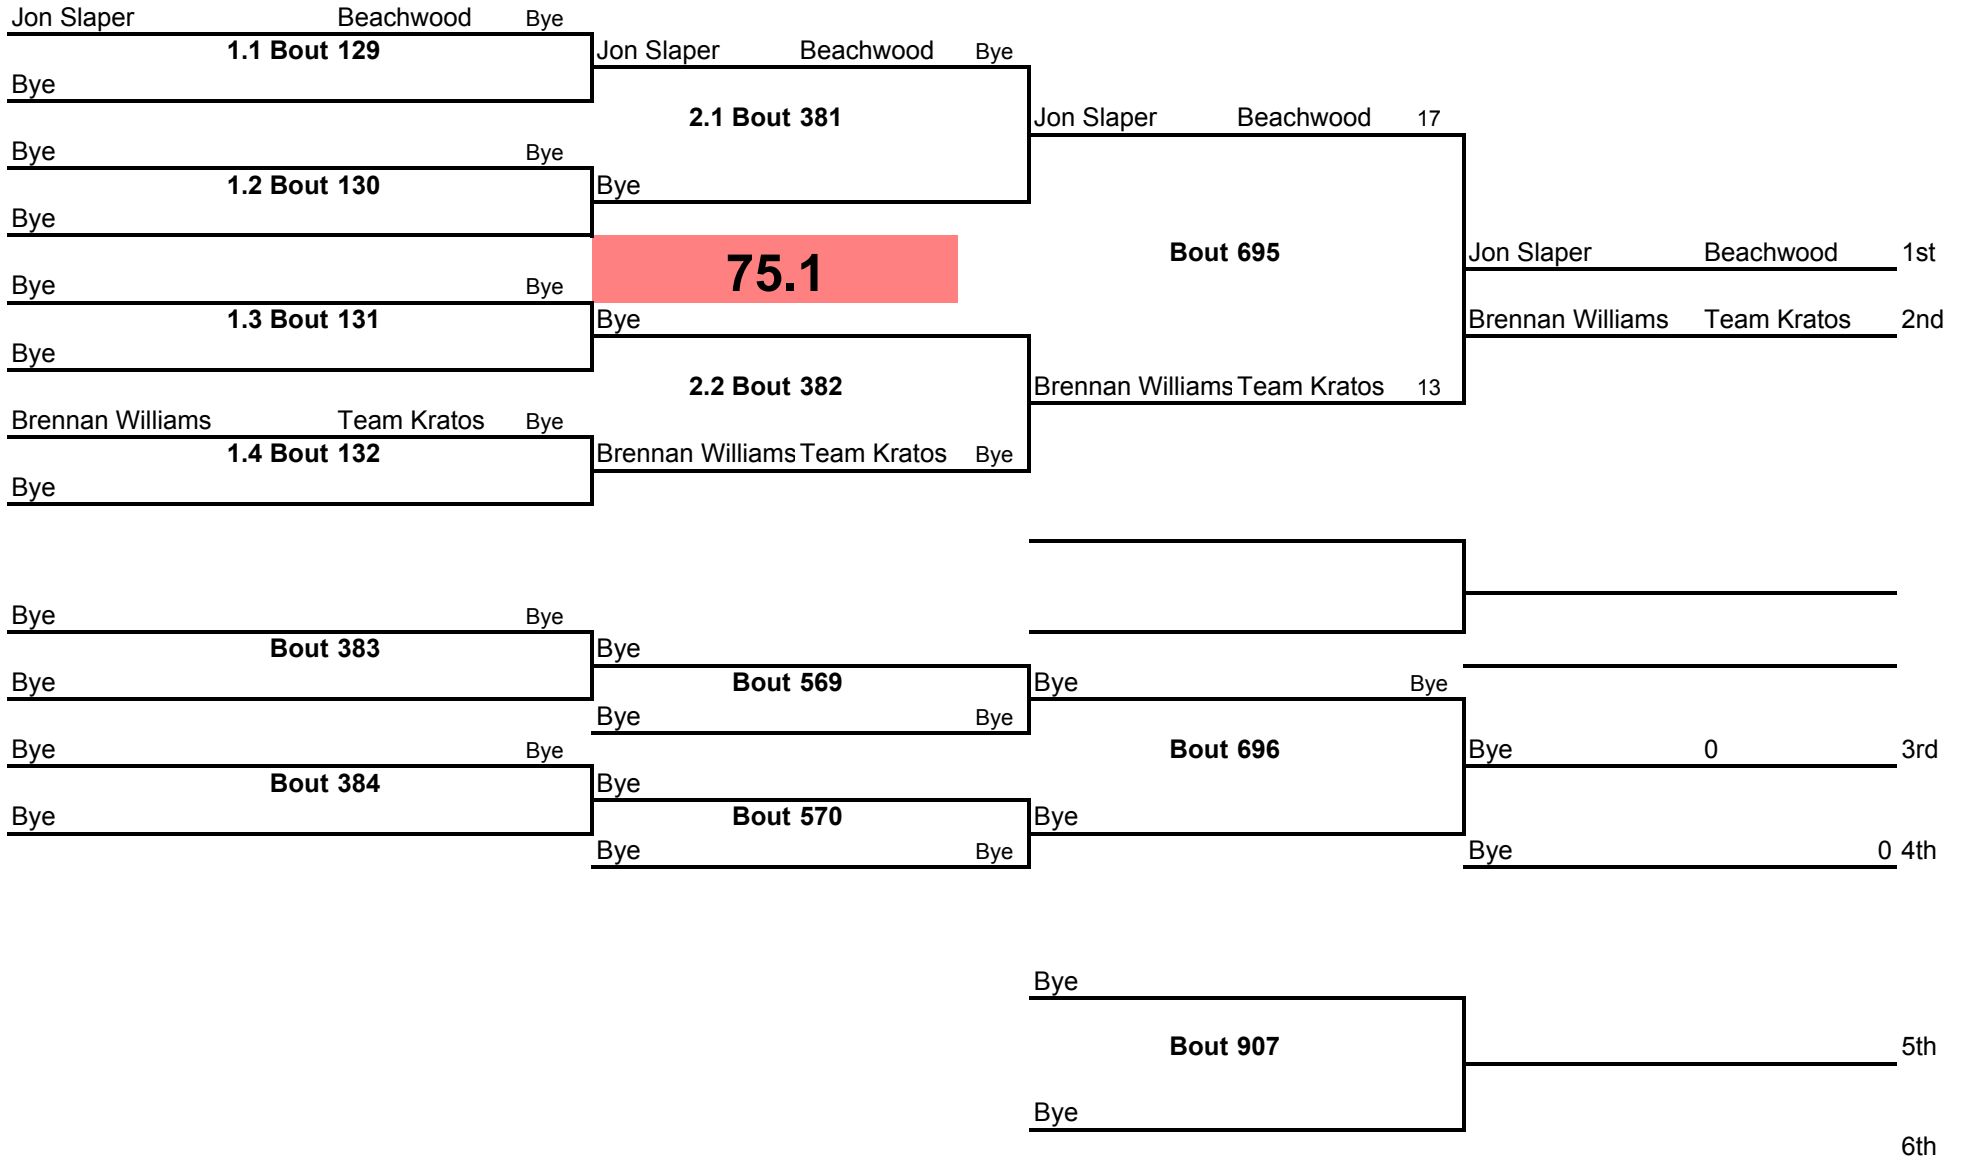 Jon Slaper Beachwood Bye
1.1 Bout 129 Jon Slaper Beachwood Bye
Bye
2.1 Bout 381 Jon Slaper Beachwood 17
Bye Bye
1.2 Bout 130 Bye
Bye
75.1 Bout 695 Jon Slaper Beachwood 1st
Bye Bye
1.3 Bout 131 Bye Brennan Williams Team Kratos 2nd
Bye
2.2 Bout 382 Brennan Williams Team Kratos 13
Brennan Williams Team Kratos Bye
1.4 Bout 132 Brennan Williams Team Kratos Bye
Bye
Bye Bye
Bout 383 Bye
Bye Bout 569 Bye Bye
Bye Bye
Bye Bye Bout 696 Bye 0 3rd
Bout 384 Bye
Bye Bout 570 Bye
Bye Bye Bye 0 4th
Bye
Bout 907 5th
Bye
6th